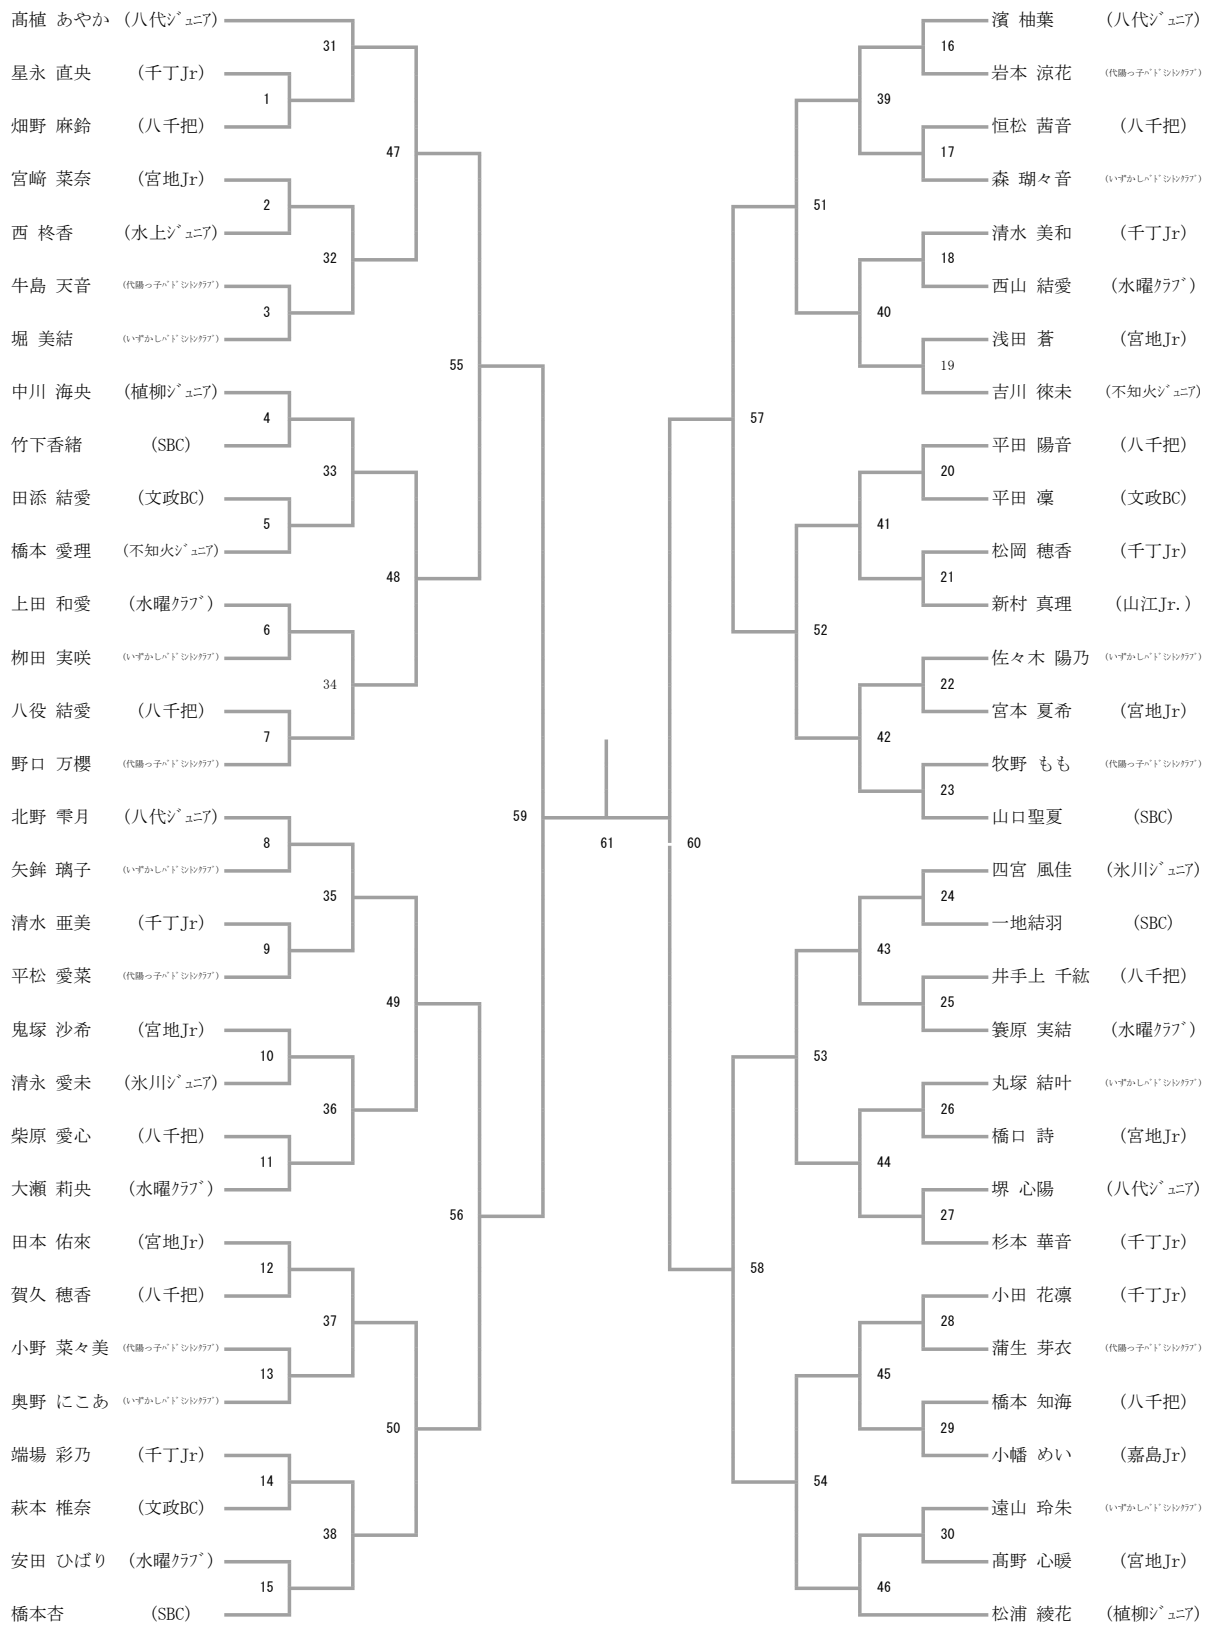 髙植 あやか (八代ｼﾞｭﾆｱ)
31
星永 直央 (千丁Jr)
1
畑野 麻鈴 (八千把)
47
宮﨑 菜奈 (宮地Jr)
2
西 柊香 (水上ｼﾞｭﾆｱ)
32
牛島 天音 (代陽っ子ﾊﾞﾄﾞﾐﾝﾄﾝｸﾗﾌﾞ)
3
堀 美結 (いずかしﾊﾞﾄﾞﾐﾝﾄﾝｸﾗﾌﾞ)
55
中川 海央 (植柳ｼﾞｭﾆｱ)
4
竹下香緒 (SBC)
33
田添 結愛 (文政BC)
5
橋本 愛理 (不知火ｼﾞｭﾆｱ)
48
上田 和愛 (水曜ｸﾗﾌﾞ)
6
栁田 実咲 (いずかしﾊﾞﾄﾞﾐﾝﾄﾝｸﾗﾌﾞ)
34
八役 結愛 (八千把)
7
野口 万櫻 (代陽っ子ﾊﾞﾄﾞﾐﾝﾄﾝｸﾗﾌﾞ)
北野 雫月 (八代ｼﾞｭﾆｱ)
59
8
矢鉾 璃子 (いずかしﾊﾞﾄﾞﾐﾝﾄﾝｸﾗﾌﾞ)
35
清水 亜美 (千丁Jr)
9
平松 愛菜 (代陽っ子ﾊﾞﾄﾞﾐﾝﾄﾝｸﾗﾌﾞ)
49
鬼塚 沙希 (宮地Jr)
10
清永 愛未 (氷川ｼﾞｭﾆｱ)
36
柴原 愛心 (八千把)
11
大瀬 莉央 (水曜ｸﾗﾌﾞ)
56
田本 佑來 (宮地Jr)
12
賀久 穂香 (八千把)
37
小野 菜々美 (代陽っ子ﾊﾞﾄﾞﾐﾝﾄﾝｸﾗﾌﾞ)
13
奥野 にこあ (いずかしﾊﾞﾄﾞﾐﾝﾄﾝｸﾗﾌﾞ)
50
端場 彩乃 (千丁Jr)
14
萩本 椎奈 (文政BC)
38
安田 ひばり (水曜ｸﾗﾌﾞ)
15
橋本杏 (SBC)
61
60
濱 柚葉 (八代ｼﾞｭﾆｱ)
16
岩本 涼花 (代陽っ子ﾊﾞﾄﾞﾐﾝﾄﾝｸﾗﾌﾞ)
39
恒松 茜音 (八千把)
17
森 瑚々音 (いずかしﾊﾞﾄﾞﾐﾝﾄﾝｸﾗﾌﾞ)
51
清水 美和 (千丁Jr)
18
西山 結愛 (水曜ｸﾗﾌﾞ)
40
浅田 蒼 (宮地Jr)
19
吉川 徠未 (不知火ｼﾞｭﾆｱ)
57
平田 陽音 (八千把)
20
平田 凜 (文政BC)
41
松岡 穂香 (千丁Jr)
21
新村 真理 (山江Jr.)
52
佐々木 陽乃 (いずかしﾊﾞﾄﾞﾐﾝﾄﾝｸﾗﾌﾞ)
22
宮本 夏希 (宮地Jr)
42
牧野 もも (代陽っ子ﾊﾞﾄﾞﾐﾝﾄﾝｸﾗﾌﾞ)
23
山口聖夏 (SBC)
四宮 風佳 (氷川ｼﾞｭﾆｱ)
24
一地結羽 (SBC)
43
井手上 千紘 (八千把)
25
簑原 実結 (水曜ｸﾗﾌﾞ)
53
丸塚 結叶 (いずかしﾊﾞﾄﾞﾐﾝﾄﾝｸﾗﾌﾞ)
26
橋口 詩 (宮地Jr)
44
堺 心陽 (八代ｼﾞｭﾆｱ)
27
杉本 華音 (千丁Jr)
58
小田 花凛 (千丁Jr)
28
蒲生 芽衣 (代陽っ子ﾊﾞﾄﾞﾐﾝﾄﾝｸﾗﾌﾞ)
45
橋本 知海 (八千把)
29
小幡 めい (嘉島Jr)
54
遠山 玲朱 (いずかしﾊﾞﾄﾞﾐﾝﾄﾝｸﾗﾌﾞ)
30
髙野 心暖 (宮地Jr)
46
松浦 綾花 (植柳ｼﾞｭﾆｱ)